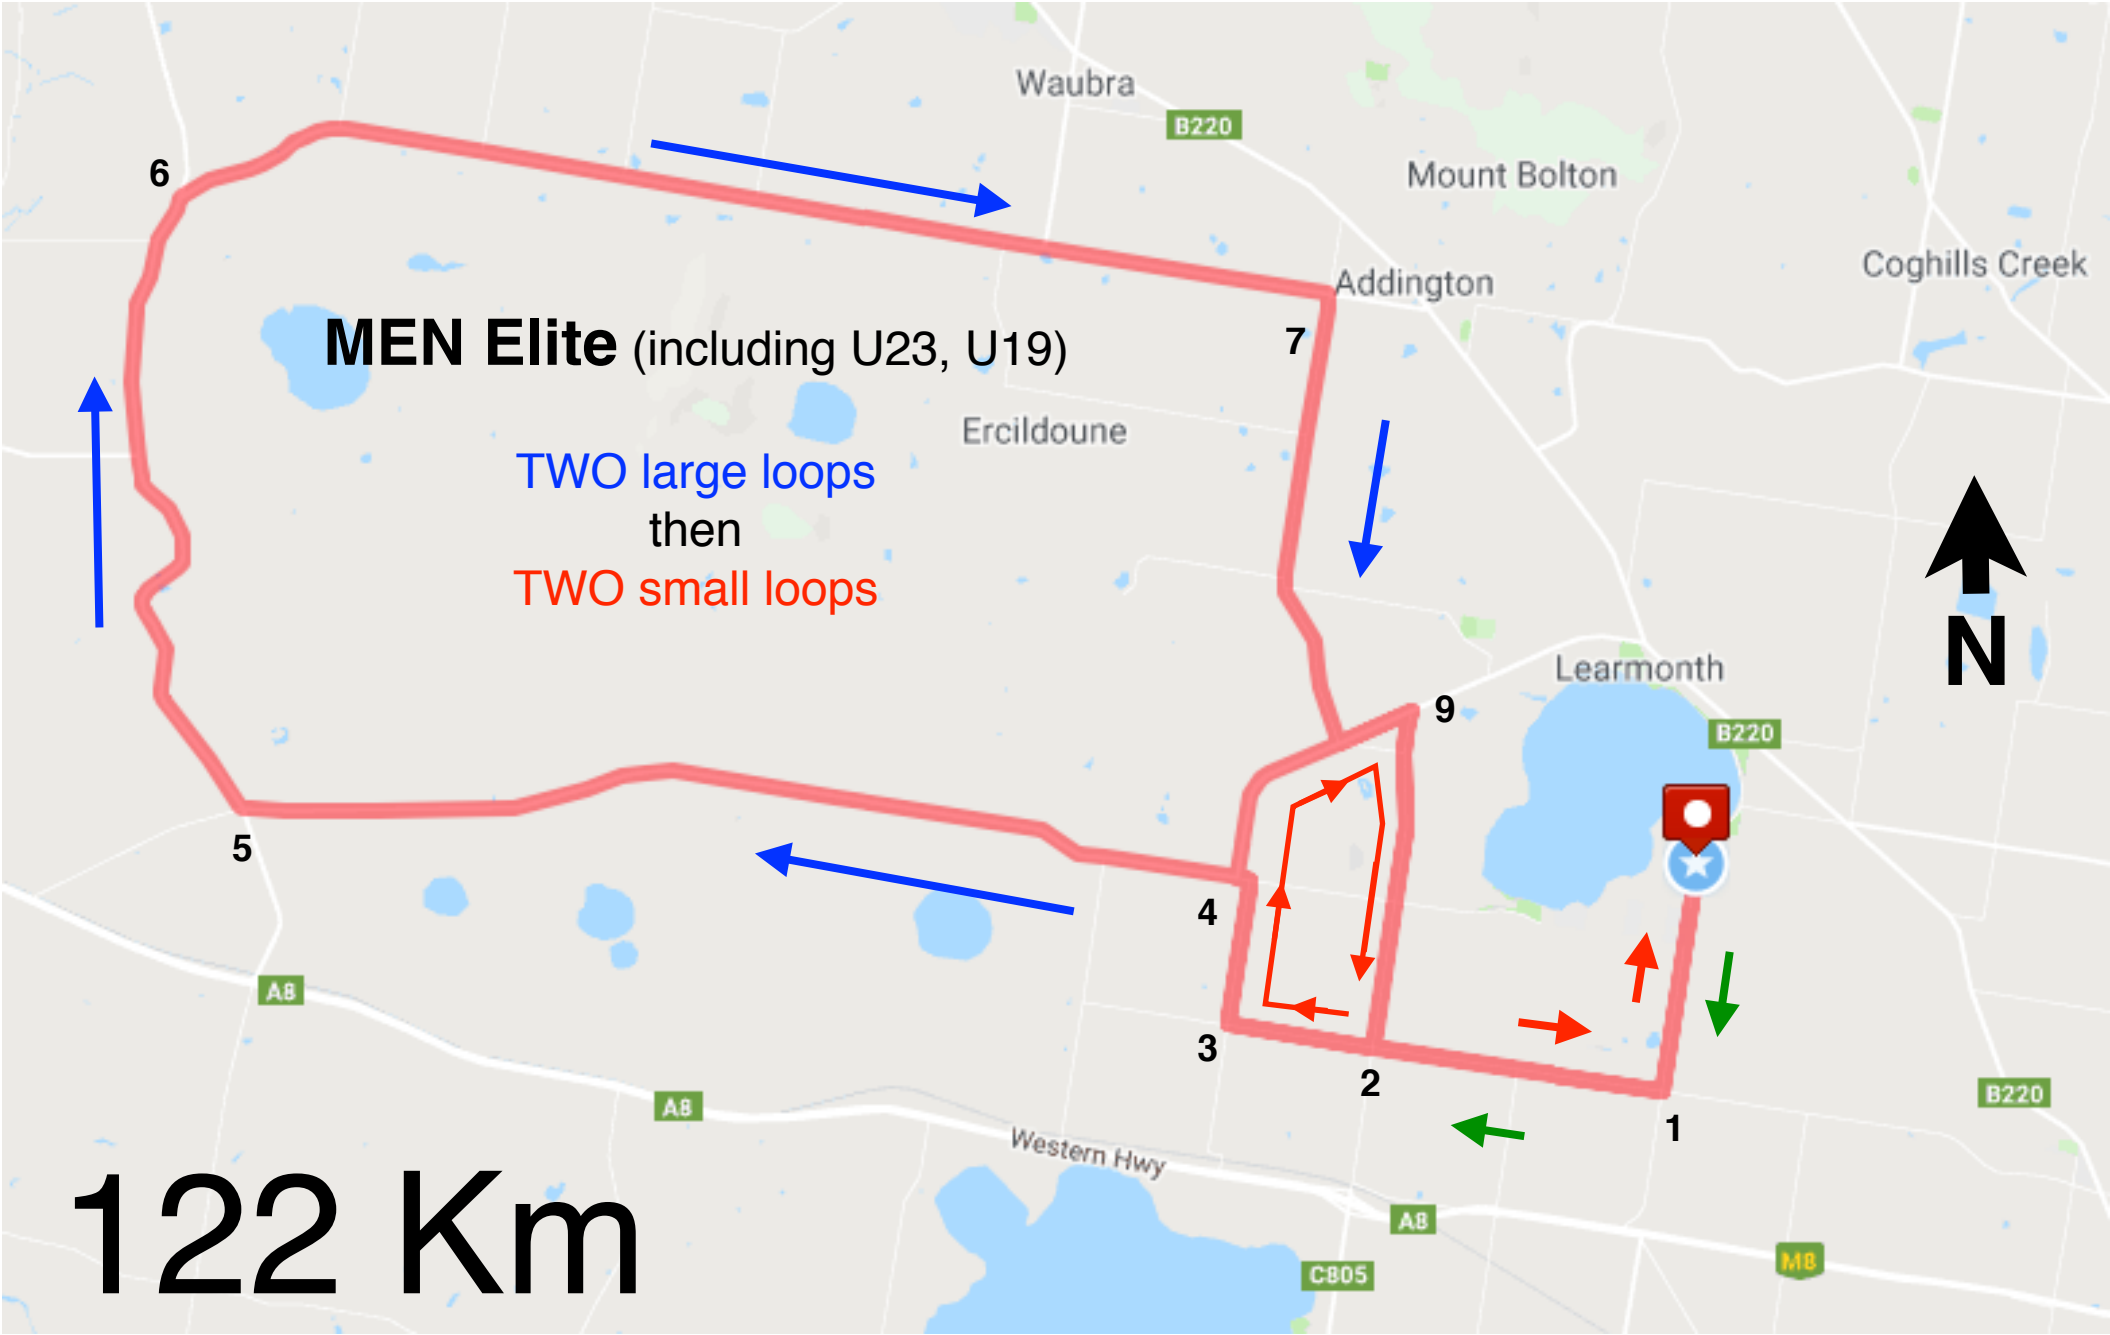 Waubra
B220
6
Mount Bolton
Coghills Creek
Addington
7
MEN Elite (including U23, U19)
Ercildoune
TWO large loops
then
TWO small loops
N
Learmonth
9
B220
5
4
A8
3
2
A8
B220
1
Western Hwy
122 Km
A8
M8
C805